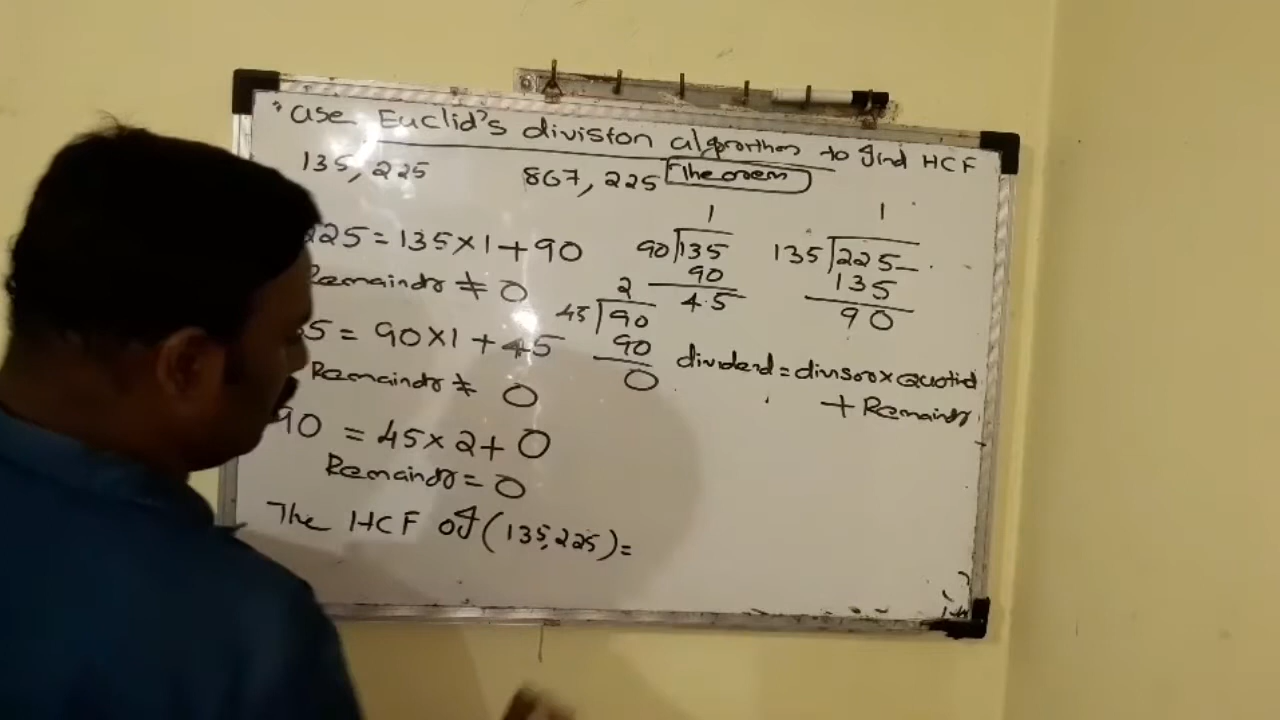 Use Euclid's division algorithm to find HCF
135, 225
867, 225 Theorem
225 = 135 × 1 + 90
Remainder ≠ 0
5 = 90 × 1 + 45
Remainder ≠ 0
90 = 45 × 2 + 0
Remainder = 0
The HCF of (135, 225) =
1
90 135
90
45
2
45 90
90
0
1
135 225
135
90
dividend = divisor × Quotid
+ Remainder